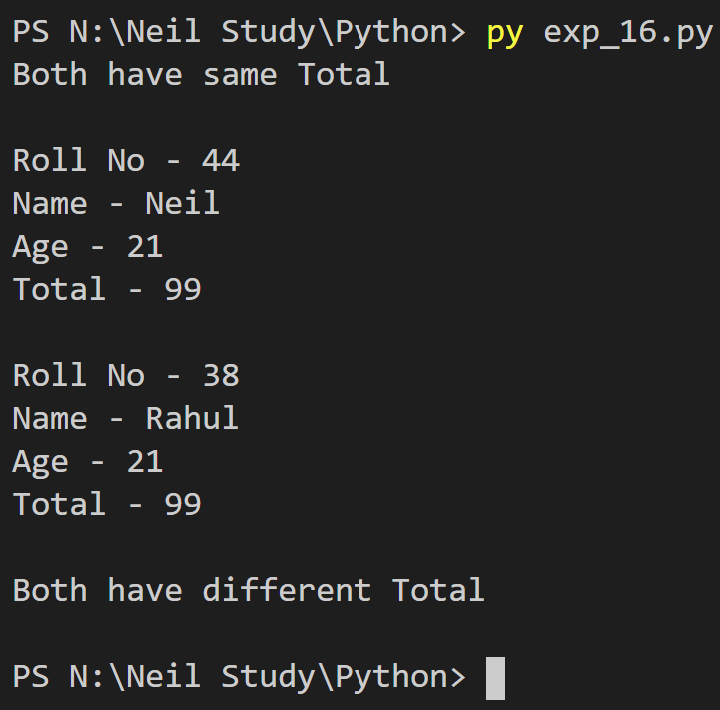 PS N:\Neil Study\Python> py exp_16.py
Both have same Total
Roll No - 44
Name - Neil
Age - 21
Total - 99
Roll No - 38
Name - Rahul
Age - 21
Total - 99
Both have different Total
PS N:\Neil Study\Python>